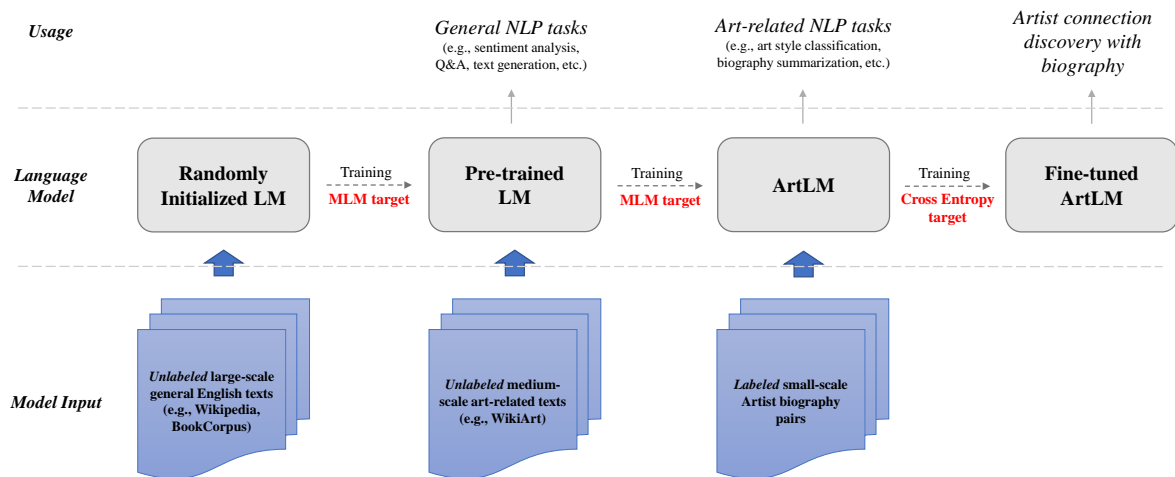 Usage
General NLP tasks
(e.g., sentiment analysis,
Q&A, text generation, etc.)
Art-related NLP tasks
(e.g., art style classification,
biography summarization, etc.)
Artist connection
discovery with
biography
Language
Model
Randomly
Initialized LM
Training
MLM target
Pre-trained
LM
Training
MLM target
ArtLM
Training
Cross Entropy
target
Fine-tuned
ArtLM
Model Input
Unlabeled large-scale
general English texts
(e.g., Wikipedia,
BookCorpus)
Unlabeled medium-
scale art-related texts
(e.g., WikiArt)
Labeled small-scale
Artist biography
pairs